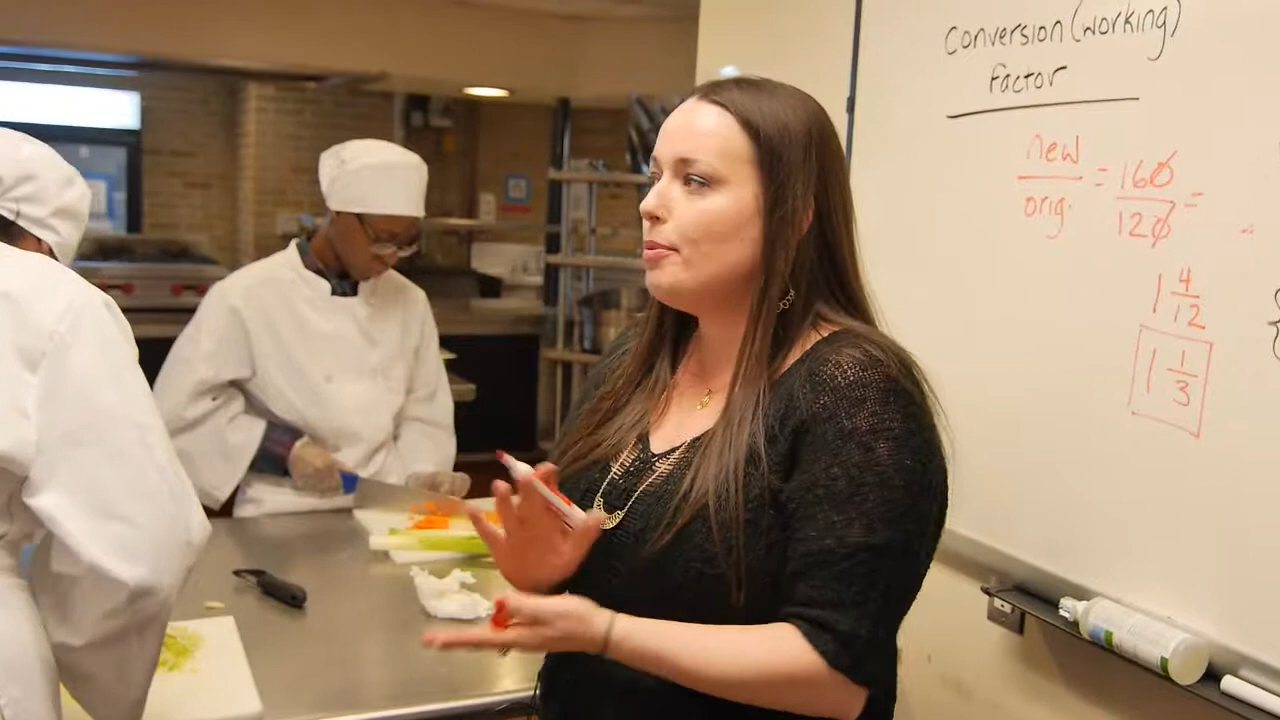 Conversion (working)
Factor
new = 160 =
orig. 120
1 4/12
1 1/3